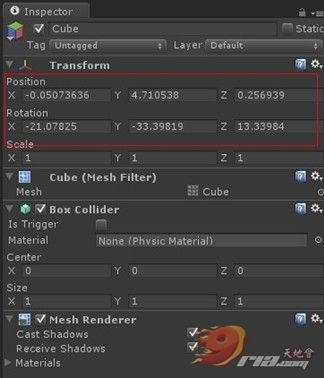 Inspector
Cube Static
Tag Untagged Layer Default
Transform
Position
X -0.05073636 Y 4.710538 Z 0.256939
Rotation
X -21.07825 Y -33.39819 Z 13.33984
Scale
X 1 Y 1 Z 1
Cube (Mesh Filter)
Mesh Cube
Box Collider
Is Trigger
Material None (Physic Material)
Center
X 0 Y 0 Z 0
Size
X 1 Y 1 Z 1
Mesh Renderer
Cast Shadows
Receive Shadows
Materials
9ria.com
天地會